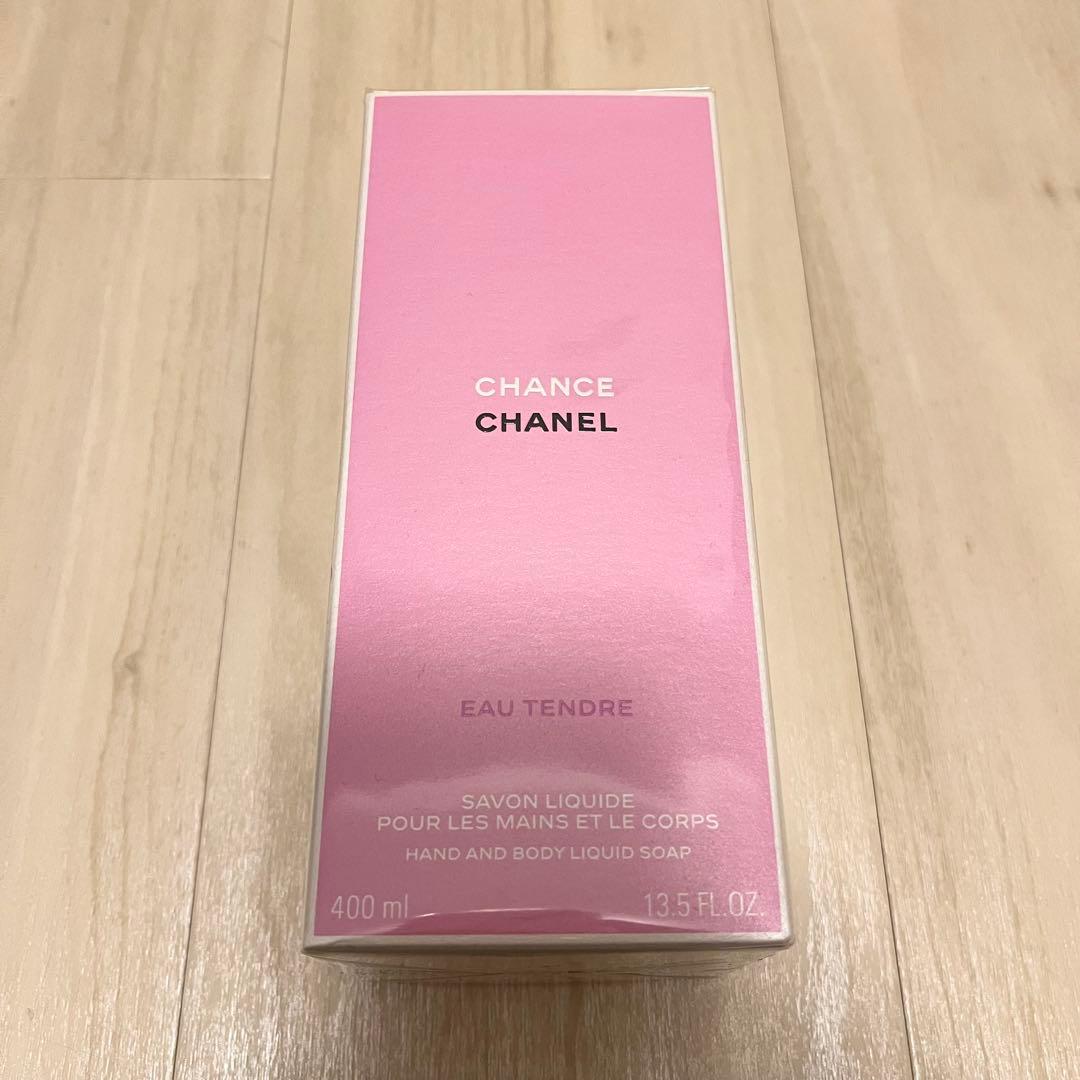 CHANCE
CHANEL
EAU TENDRE
SAVON LIQUIDE
POUR LES MAINS ET LE CORPS
HAND AND BODY LIQUID SOAP
400 ml 13.5 FL.OZ.